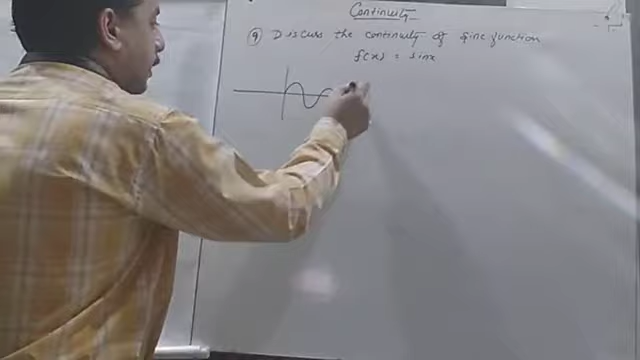 Continuity
9 Discuss the continuity of sine function
f(x) = sinx